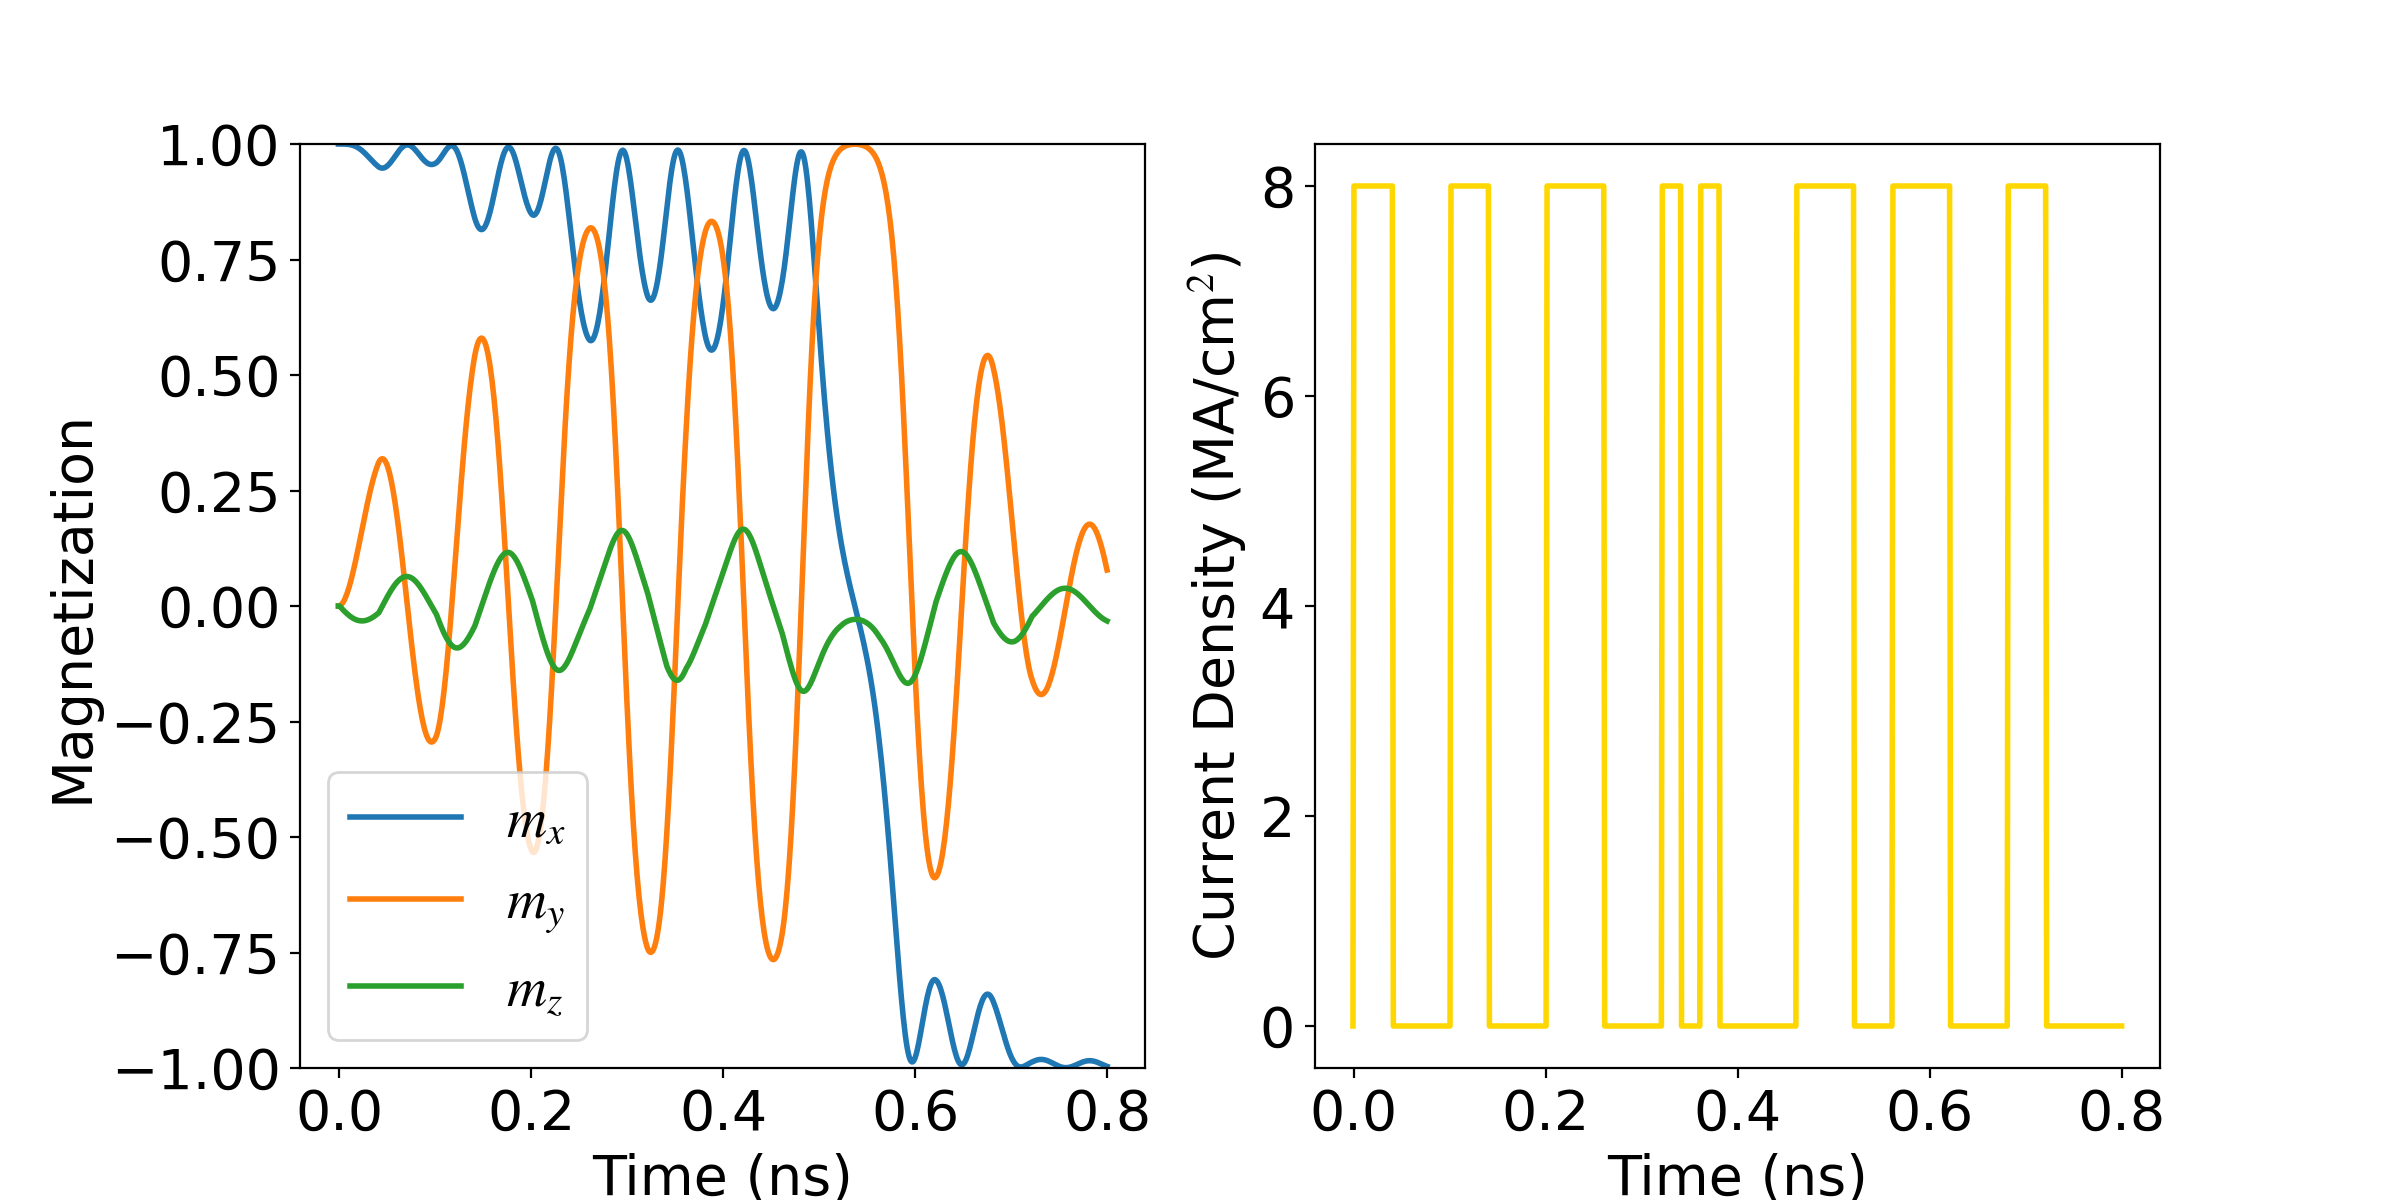 Magnetization
1.00
0.75
0.50
0.25
0.00
−0.25
−0.50
−0.75
−1.00
0.0 0.2 0.4 0.6 0.8
Time (ns)
m_x
m_y
m_z
Current Density (MA/cm²)
8
6
4
2
0
0.0 0.2 0.4 0.6 0.8
Time (ns)